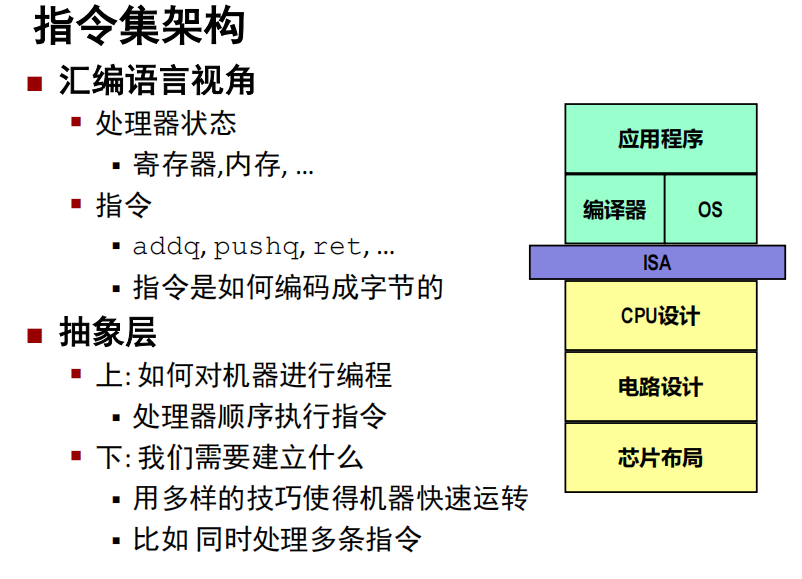 指令集架构
汇编语言视角
处理器状态
寄存器,内存, ...
指令
addq, pushq, ret, ...
指令是如何编码成字节的
抽象层
上: 如何对机器进行编程
处理器顺序执行指令
下: 我们需要建立什么
用多样的技巧使得机器快速运转
比如 同时处理多条指令
应用程序
编译器
OS
ISA
CPU设计
电路设计
芯片布局